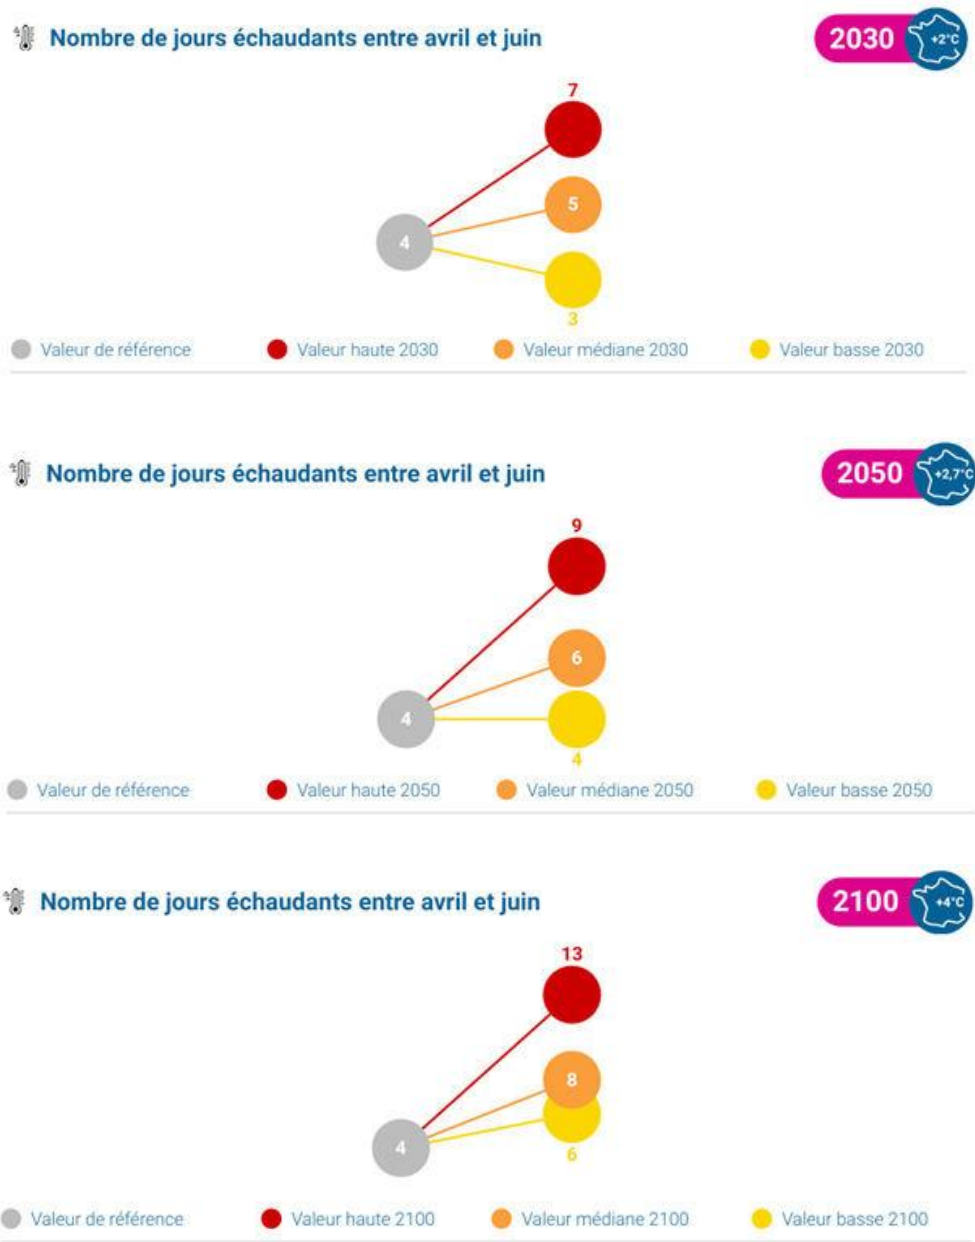 Nombre de jours échaudants entre avril et juin
2030 +2°C
7
5
4
3
Valeur de référence Valeur haute 2030 Valeur médiane 2030 Valeur basse 2030
Nombre de jours échaudants entre avril et juin
2050 +2,7°C
9
6
4
4
Valeur de référence Valeur haute 2050 Valeur médiane 2050 Valeur basse 2050
Nombre de jours échaudants entre avril et juin
2100 +4°C
13
8
4
6
Valeur de référence Valeur haute 2100 Valeur médiane 2100 Valeur basse 2100